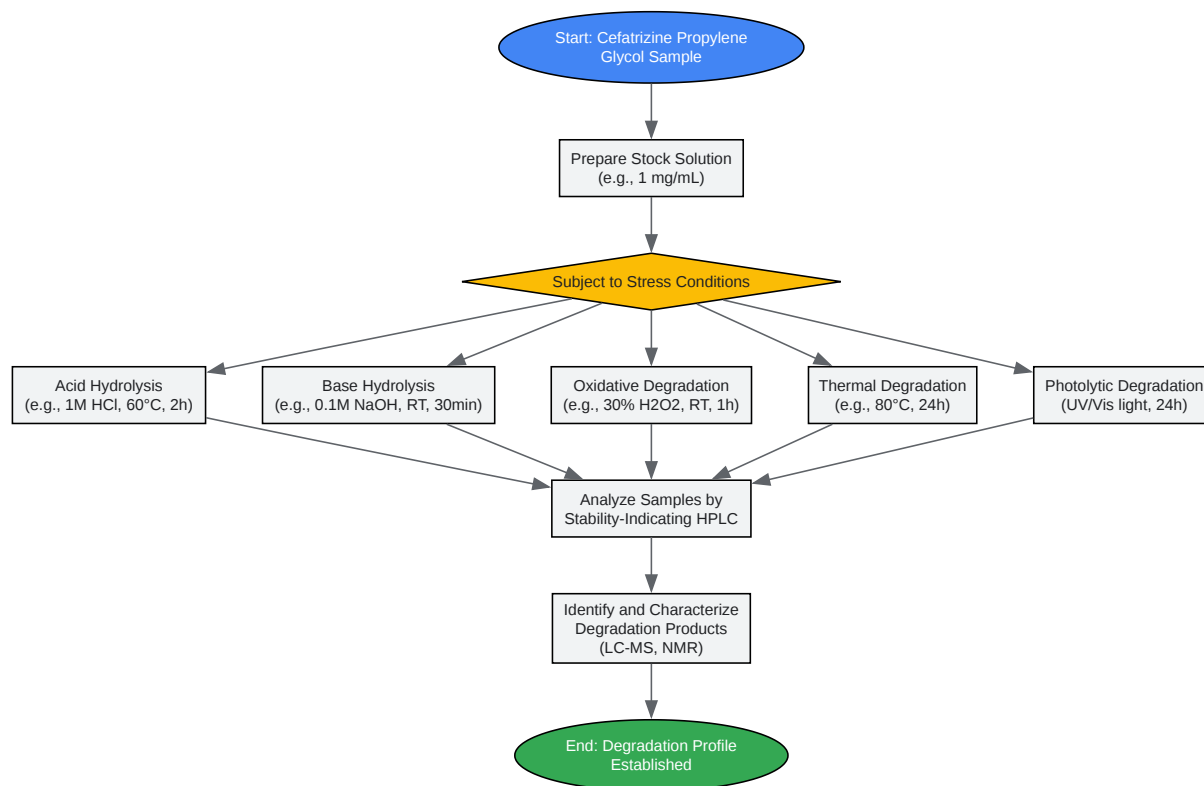 Start: Cefatrizine Propylene
Glycol Sample
Prepare Stock Solution
(e.g., 1 mg/mL)
Subject to Stress Conditions
Acid Hydrolysis
(e.g., 1M HCl, 60°C, 2h)
Base Hydrolysis
(e.g., 0.1M NaOH, RT, 30min)
Oxidative Degradation
(e.g., 30% H2O2, RT, 1h)
Thermal Degradation
(e.g., 80°C, 24h)
Photolytic Degradation
(UV/Vis light, 24h)
Analyze Samples by
Stability-Indicating HPLC
Identify and Characterize
Degradation Products
(LC-MS, NMR)
End: Degradation Profile
Established